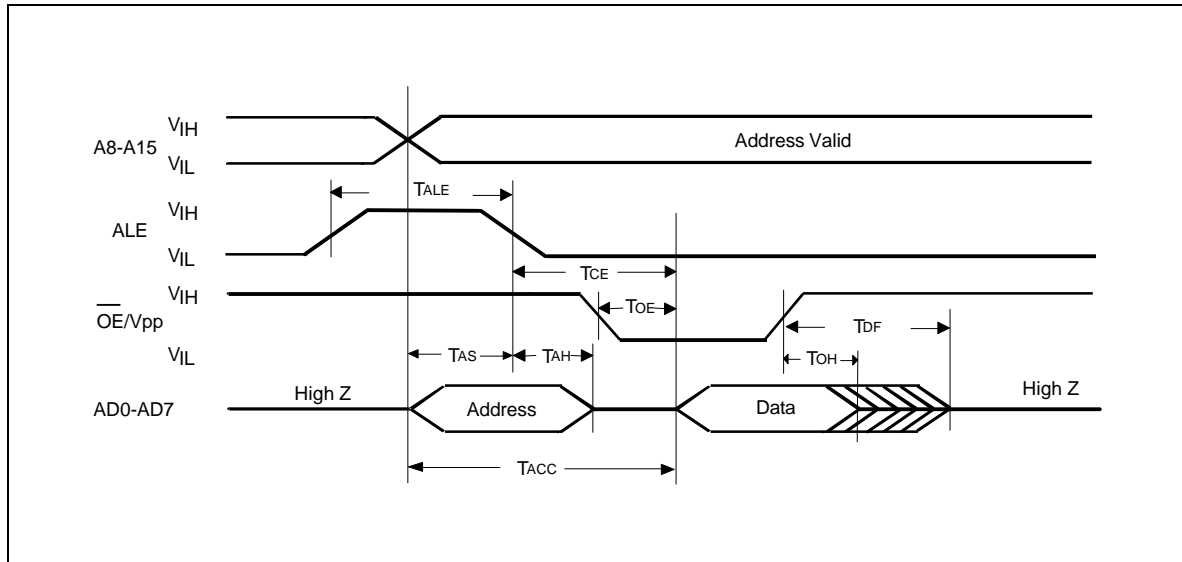 VIH
A8-A15
Address Valid
VIL
TALE
VIH
ALE
VIL
TCE
VIH
TOE
OE/Vpp
TDF
VIL
TAS
TAH
TOH
High Z
High Z
AD0-AD7
Address
Data
TACC